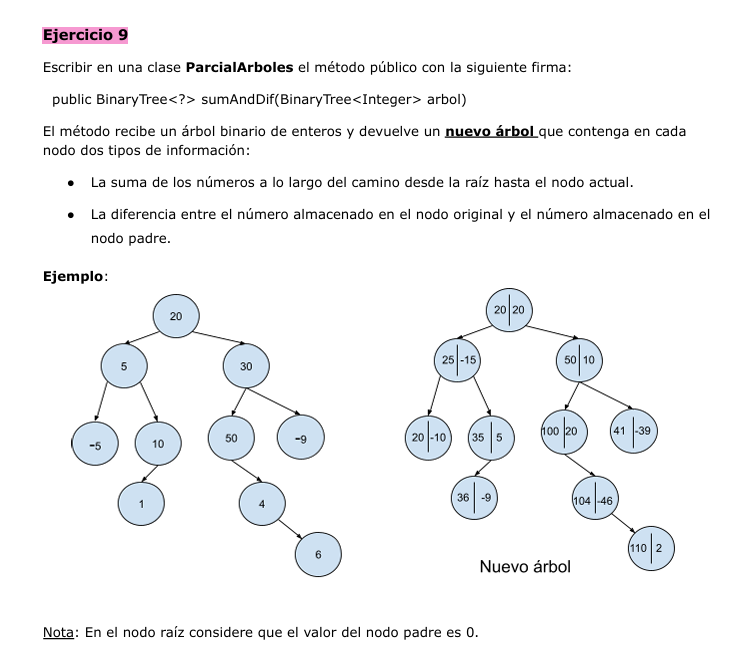 Ejercicio 9
Escribir en una clase ParcialArboles el método público con la siguiente firma:
public BinaryTree<?> sumAndDif(BinaryTree<Integer> arbol)
El método recibe un árbol binario de enteros y devuelve un nuevo árbol que contenga en cada
nodo dos tipos de información:
● La suma de los números a lo largo del camino desde la raíz hasta el nodo actual.
● La diferencia entre el número almacenado en el nodo original y el número almacenado en el
nodo padre.
Ejemplo:
20
5
30
-5
10
50
-9
1
4
6
20 | 20
25 | -15
50 | 10
20 | -10
35 | 5
100 | 20
41 | -39
36 | -9
104 | -46
110 | 2
Nuevo árbol
Nota: En el nodo raíz considere que el valor del nodo padre es 0.